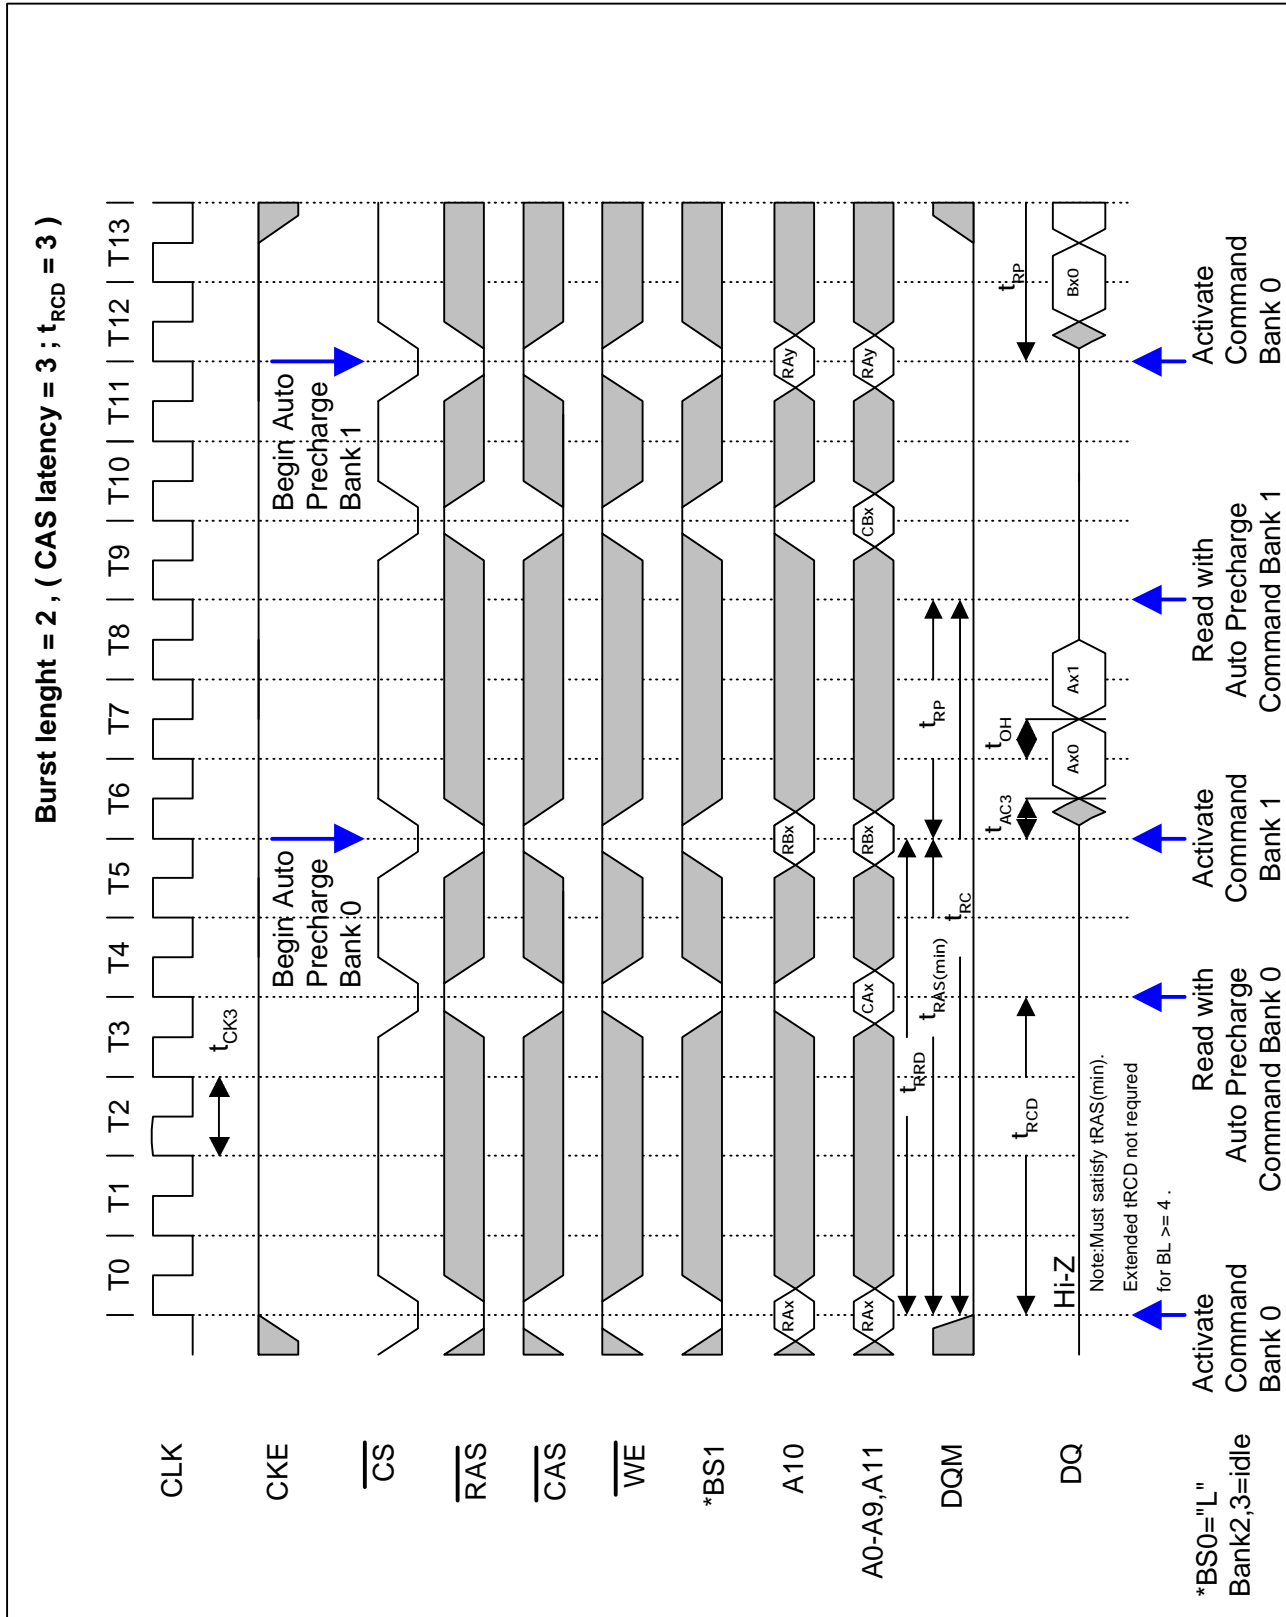 Burst lenght = 2 , ( CAS latency = 3 ; tRCD = 3 )
T0 T1 T2 T3 T4 T5 T6 T7 T8 T9 T10 T11 T12 T13
CLK
tCK3
CKE
Begin Auto
Precharge
Bank 0
Begin Auto
Precharge
Bank 1
CS
RAS
CAS
WE
*BS1
A10
RAx RBx RAy
A0-A9,A11
RAx CAx RBx CBx RAy
tRRD
DQM
tRAS(min)
tRP
tRC
tRCD
tAC3
tOH
tRP
DQ
Hi-Z
Ax0 Ax1 Bx0
Note:Must satisfy tRAS(min).
Extended tRCD not requred
for BL >= 4 .
Activate
Command
Bank 0
Read with
Auto Precharge
Command Bank 0
Activate
Command
Bank 1
Read with
Auto Precharge
Command Bank 1
Activate
Command
Bank 0
*BS0="L"
Bank2,3=idle